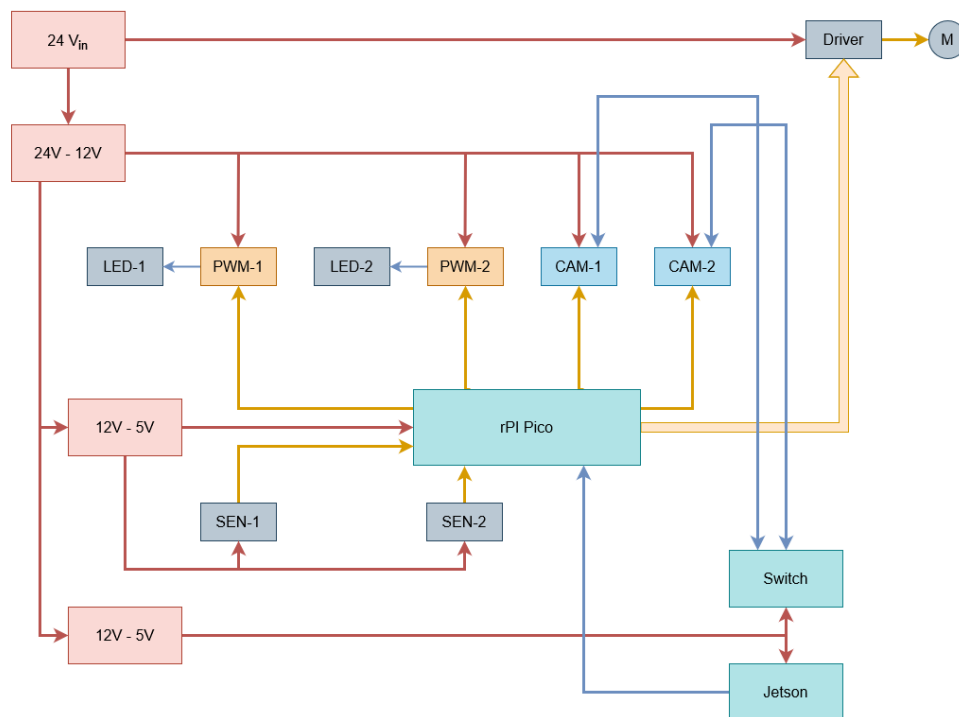 24 Vin
Driver
M
24V - 12V
LED-1
PWM-1
LED-2
PWM-2
CAM-1
CAM-2
12V - 5V
rPI Pico
SEN-1
SEN-2
Switch
12V - 5V
Jetson